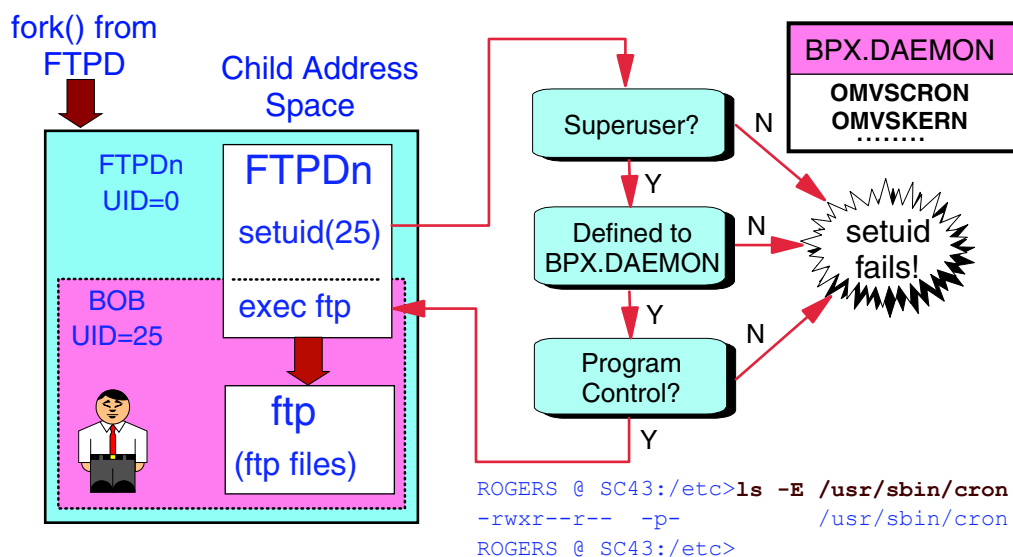 fork() from
FTPD
Child Address
Space
FTPDn
UID=0
FTPDn
setuid(25)
BOB
UID=25
exec ftp
ftp
(ftp files)
Superuser?
N
Y
Defined to
BPX.DAEMON
N
Y
Program
Control?
N
Y
setuid
fails!
BPX.DAEMON
OMVSCRON
OMVSKERN
........
ROGERS @ SC43:/etc>ls -E /usr/sbin/cron
-rwxr--r-- -p- /usr/sbin/cron
ROGERS @ SC43:/etc>